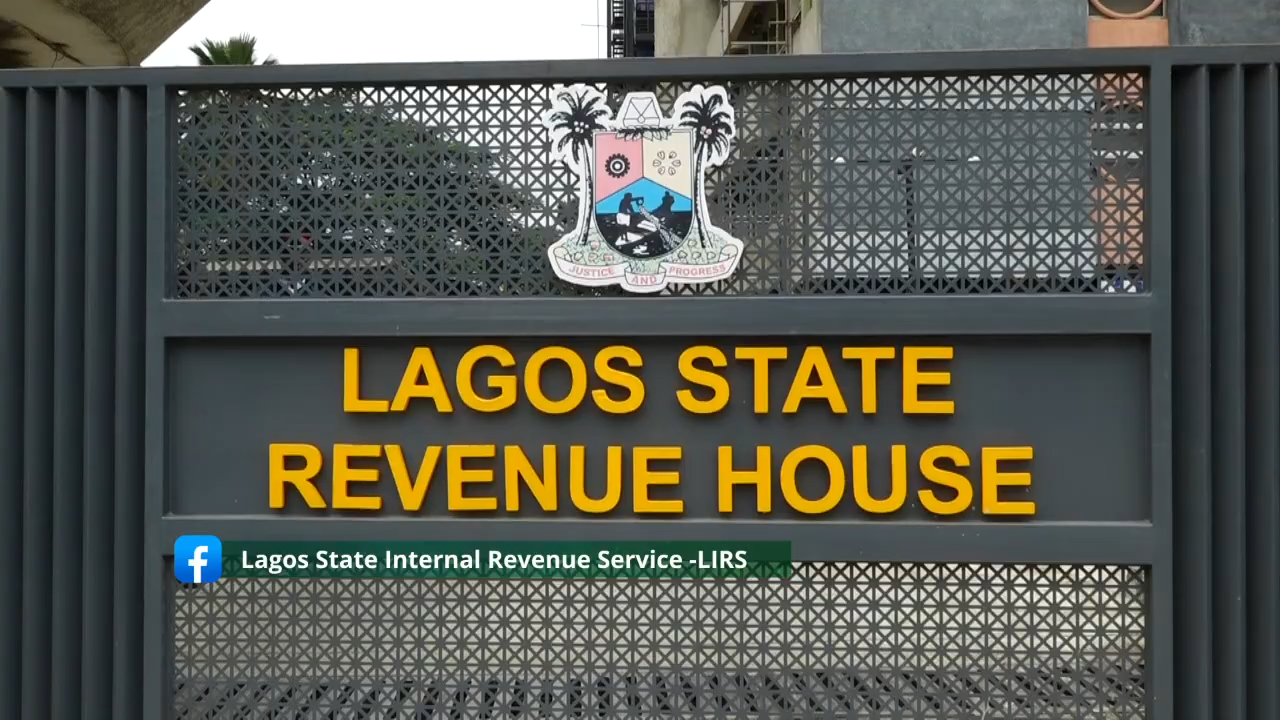 JUSTICE AND PROGRESS
LAGOS STATE
REVENUE HOUSE
Lagos State Internal Revenue Service -LIRS